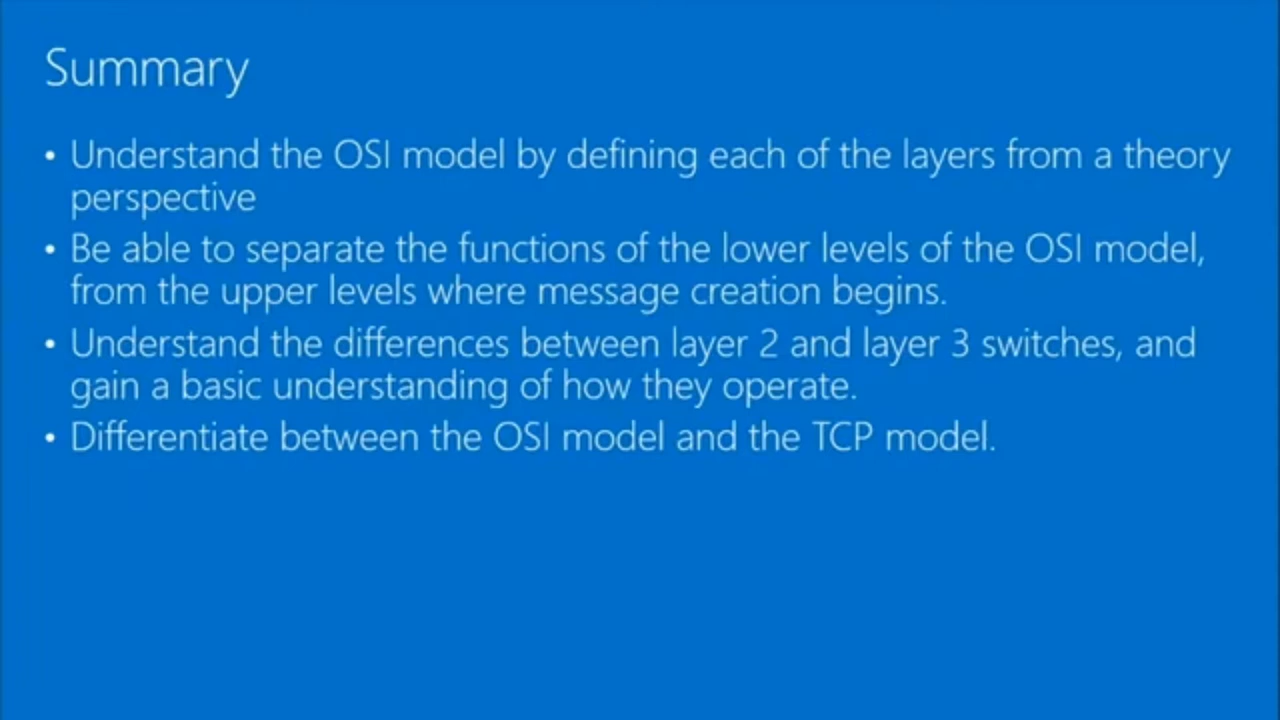 Summary
• Understand the OSI model by defining each of the layers from a theory
perspective
• Be able to separate the functions of the lower levels of the OSI model,
from the upper levels where message creation begins.
• Understand the differences between layer 2 and layer 3 switches, and
gain a basic understanding of how they operate.
• Differentiate between the OSI model and the TCP model.